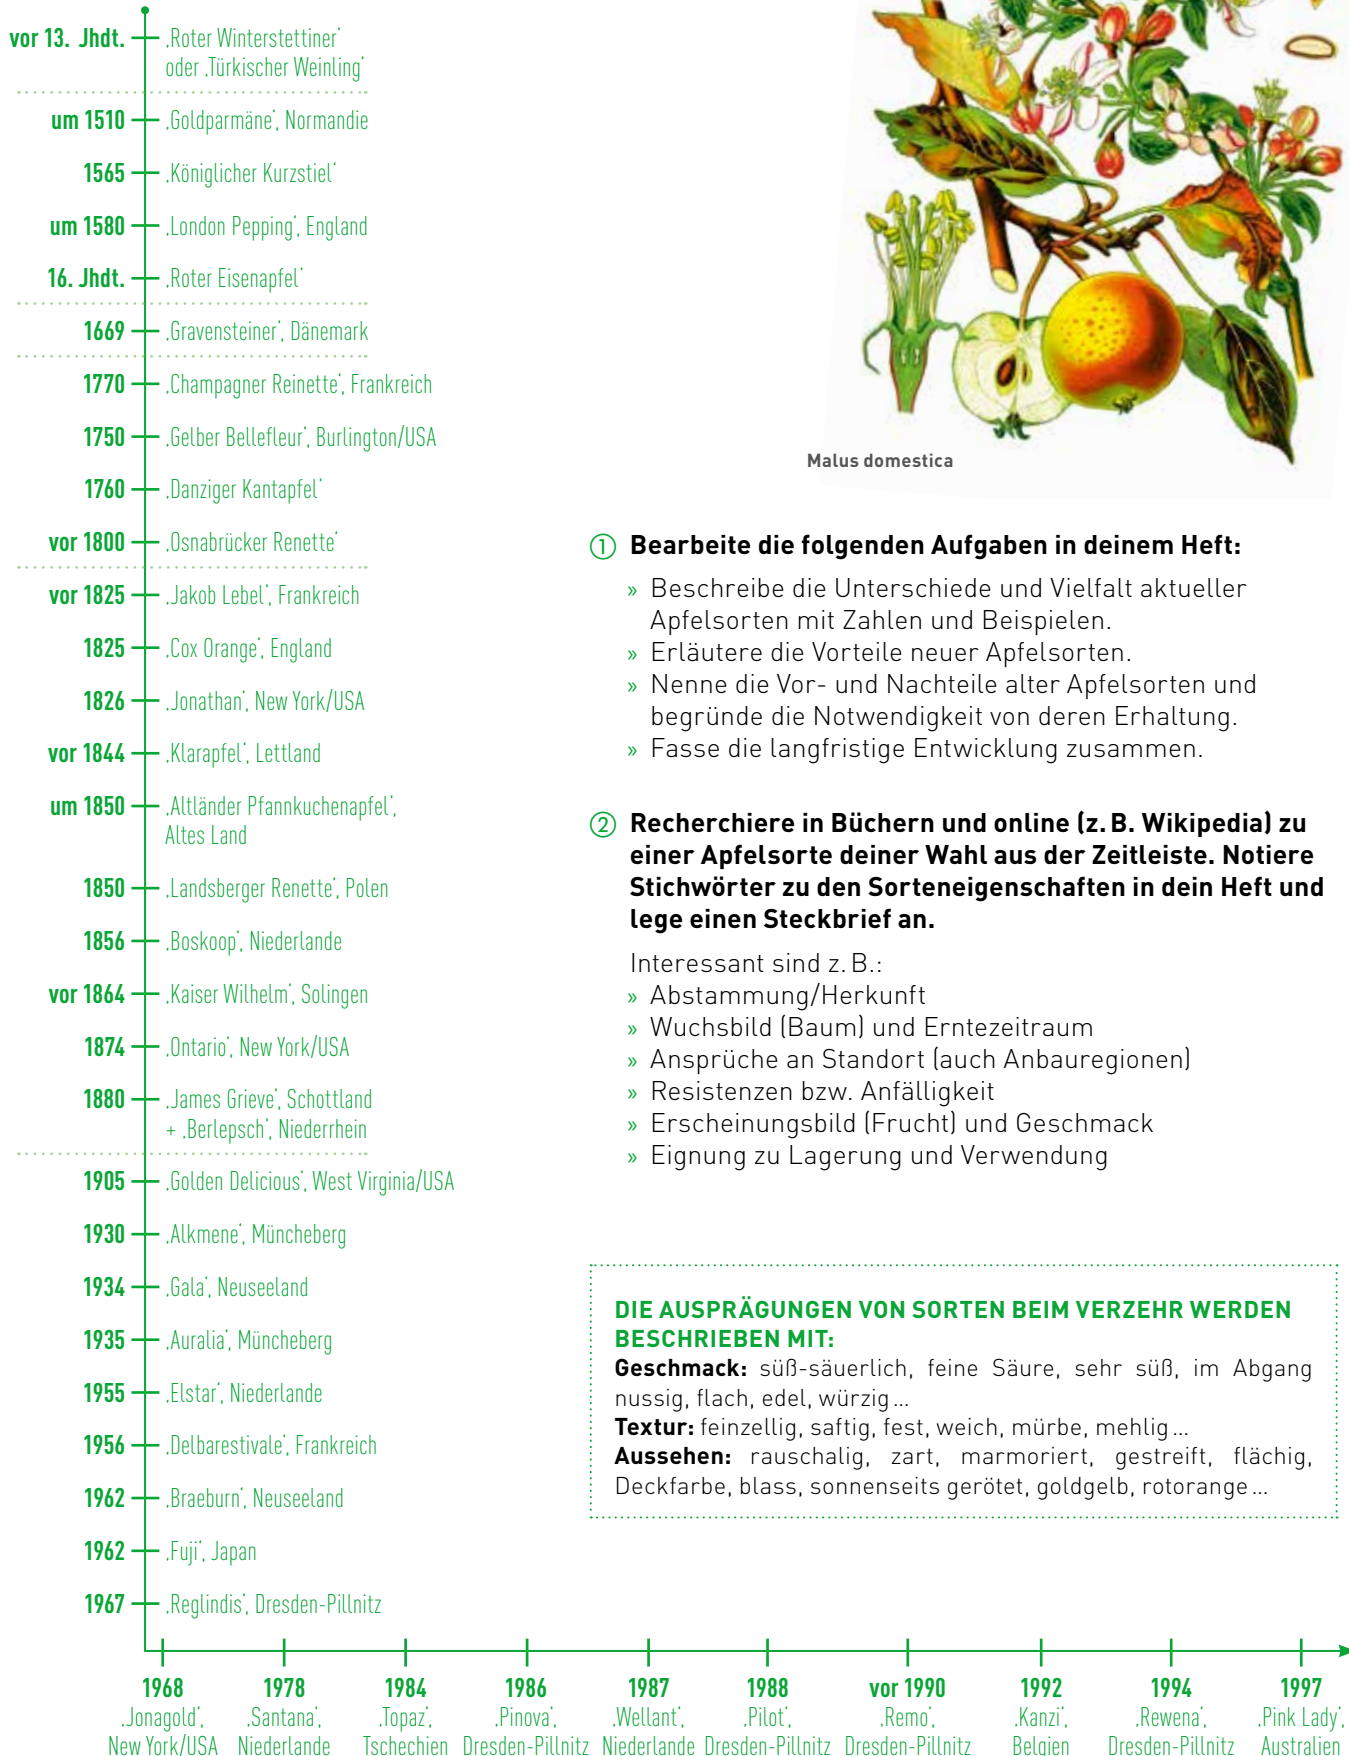 vor 13. Jhdt. ‚Roter Winterstettiner‘
oder ‚Türkischer Weinling‘
um 1510 ‚Goldparmäne‘, Normandie
1565 ‚Königlicher Kurzstiel‘
um 1580 ‚London Pepping‘, England
16. Jhdt. ‚Roter Eisenapfel‘
1669 ‚Gravensteiner‘, Dänemark
1770 ‚Champagner Reinette‘, Frankreich
1750 ‚Gelber Bellefleur‘, Burlington/USA
1760 ‚Danziger Kantapfel‘
vor 1800 ‚Osnabrücker Renette‘
vor 1825 ‚Jakob Lebel‘, Frankreich
1825 ‚Cox Orange‘, England
1826 ‚Jonathan‘, New York/USA
vor 1844 ‚Klarapfel‘, Lettland
um 1850 ‚Altländer Pfannkuchenapfel‘,
Altes Land
1850 ‚Landsberger Renette‘, Polen
1856 ‚Boskoop‘, Niederlande
vor 1864 ‚Kaiser Wilhelm‘, Solingen
1874 ‚Ontario‘, New York/USA
1880 ‚James Grieve‘, Schottland
+ ‚Berlepsch‘, Niederrhein
1905 ‚Golden Delicious‘, West Virginia/USA
1930 ‚Alkmene‘, Müncheberg
1934 ‚Gala‘, Neuseeland
1935 ‚Auralia‘, Müncheberg
1955 ‚Elstar‘, Niederlande
1956 ‚Delbarestivale‘, Frankreich
1962 ‚Braeburn‘, Neuseeland
1962 ‚Fuji‘, Japan
1967 ‚Reglindis‘, Dresden-Pillnitz
1968 1978 1984 1986 1987 1988 vor 1990 1992 1994 1997
‚Jonagold‘, ‚Santana‘, ‚Topaz‘, ‚Pinova‘, ‚Wellant‘, ‚Pilot‘, ‚Remo‘, ‚Kanzi‘, ‚Rewena‘, ‚Pink Lady‘,
New York/USA Niederlande Tschechien Dresden-Pillnitz Niederlande Dresden-Pillnitz Dresden-Pillnitz Belgien Dresden-Pillnitz Australien
Malus domestica
① Bearbeite die folgenden Aufgaben in deinem Heft:
» Beschreibe die Unterschiede und Vielfalt aktueller
Apfelsorten mit Zahlen und Beispielen.
» Erläutere die Vorteile neuer Apfelsorten.
» Nenne die Vor- und Nachteile alter Apfelsorten und
begründe die Notwendigkeit von deren Erhaltung.
» Fasse die langfristige Entwicklung zusammen.
② Recherchiere in Büchern und online (z. B. Wikipedia) zu
einer Apfelsorte deiner Wahl aus der Zeitleiste. Notiere
Stichwörter zu den Sorteneigenschaften in dein Heft und
lege einen Steckbrief an.
Interessant sind z. B.:
» Abstammung/Herkunft
» Wuchsbild (Baum) und Erntezeitraum
» Ansprüche an Standort (auch Anbauregionen)
» Resistenzen bzw. Anfälligkeit
» Erscheinungsbild (Frucht) und Geschmack
» Eignung zu Lagerung und Verwendung
DIE AUSPRÄGUNGEN VON SORTEN BEIM VERZEHR WERDEN
BESCHRIEBEN MIT:
Geschmack: süß-säuerlich, feine Säure, sehr süß, im Abgang
nussig, flach, edel, würzig ...
Textur: feinzellig, saftig, fest, weich, mürbe, mehlig ...
Aussehen: rauschalig, zart, marmoriert, gestreift, flächig,
Deckfarbe, blass, sonnenseits gerötet, goldgelb, rotorange ...